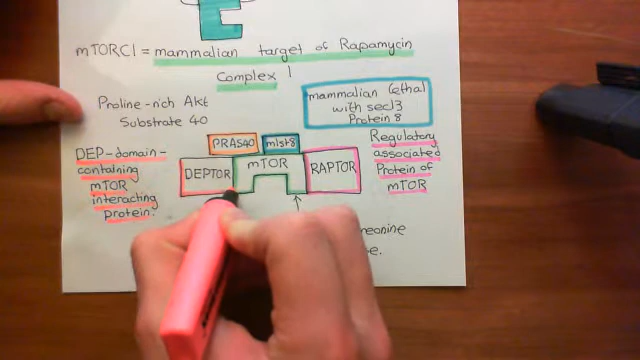 E
mTORC1 = mammalian target of Rapamycin
Complex 1
Proline-rich Akt
Substrate 40
mammalian lethal
with sec13
Protein 8
PRAS40
mlst8
DEP-domain-
containing
mTOR
interacting
protein.
DEPTOR
mTOR
RAPTOR
Regulatory
associated
Protein of
mTOR